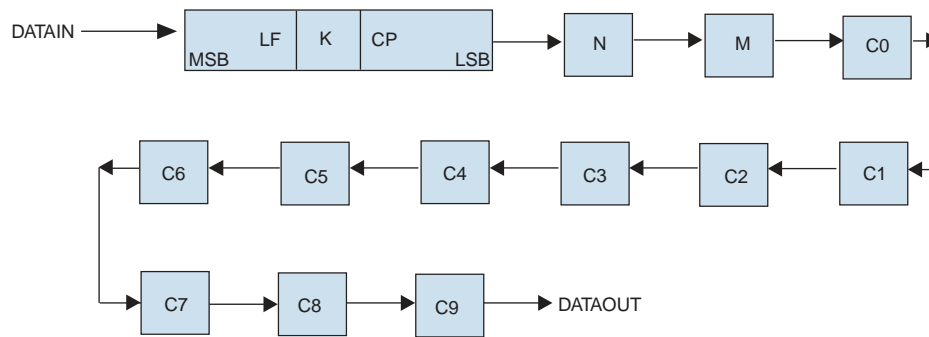 DATAIN
LF K CP
MSB LSB
N
M
C0
C6
C5
C4
C3
C2
C1
C7
C8
C9
DATAOUT